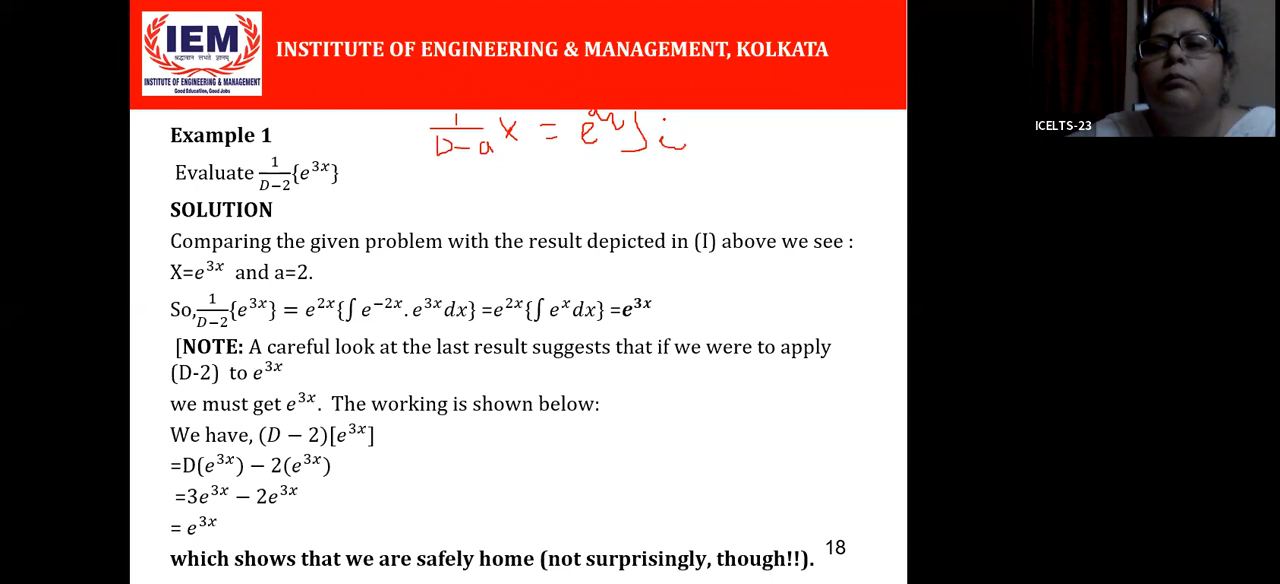 IEM
श्रद्धावान लभते ज्ञानम्
INSTITUTE OF ENGINEERING & MANAGEMENT
Good Education, Good Jobs
INSTITUTE OF ENGINEERING & MANAGEMENT, KOLKATA
ICELTS-23
1/(D-a) X = e^{ax} ∫
Example 1
Evaluate 1/(D−2){e^{3x}}
SOLUTION
Comparing the given problem with the result depicted in (I) above we see :
X=e^{3x} and a=2.
So,1/(D−2){e^{3x}} = e^{2x}{∫ e^{−2x}. e^{3x}dx} =e^{2x}{∫ e^{x}dx} =e^{3x}
[NOTE: A careful look at the last result suggests that if we were to apply
(D-2) to e^{3x}
we must get e^{3x}. The working is shown below:
We have, (D − 2)[e^{3x}]
=D(e^{3x}) − 2(e^{3x})
=3e^{3x} − 2e^{3x}
= e^{3x}
which shows that we are safely home (not surprisingly, though!!).
18